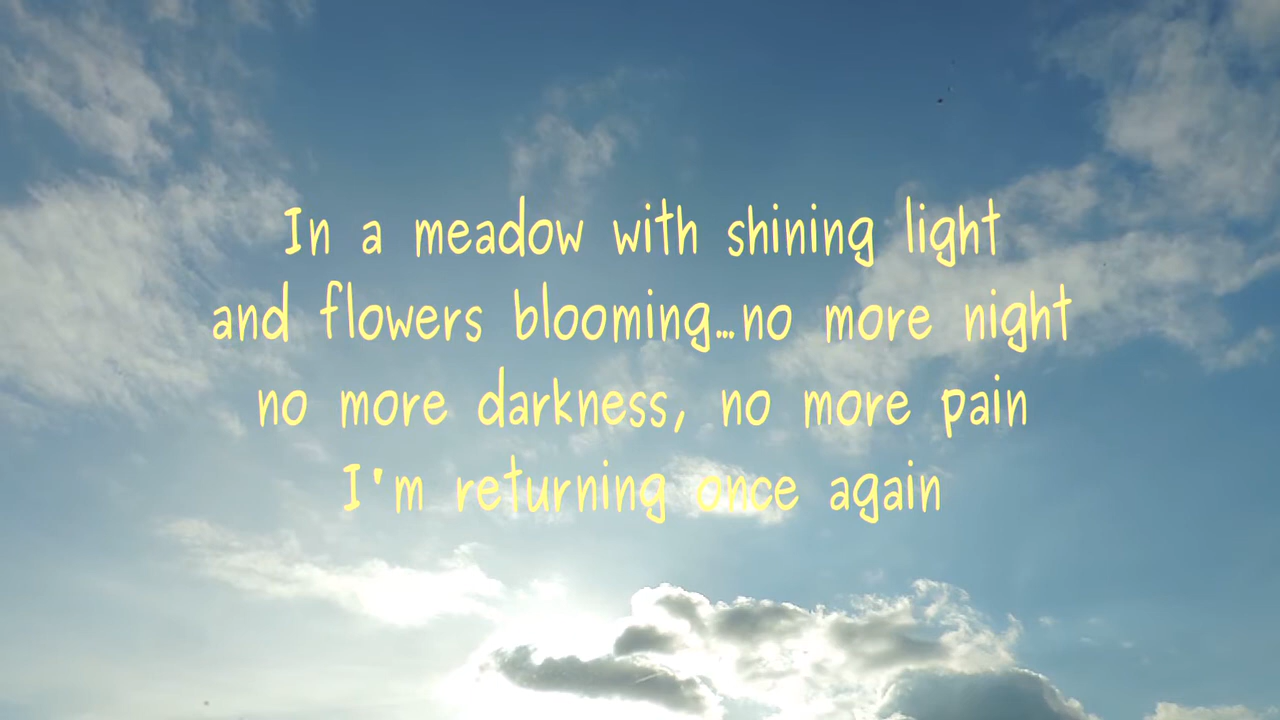 In a meadow with shining light
and flowers blooming...no more night
no more darkness, no more pain
I'm returning once again